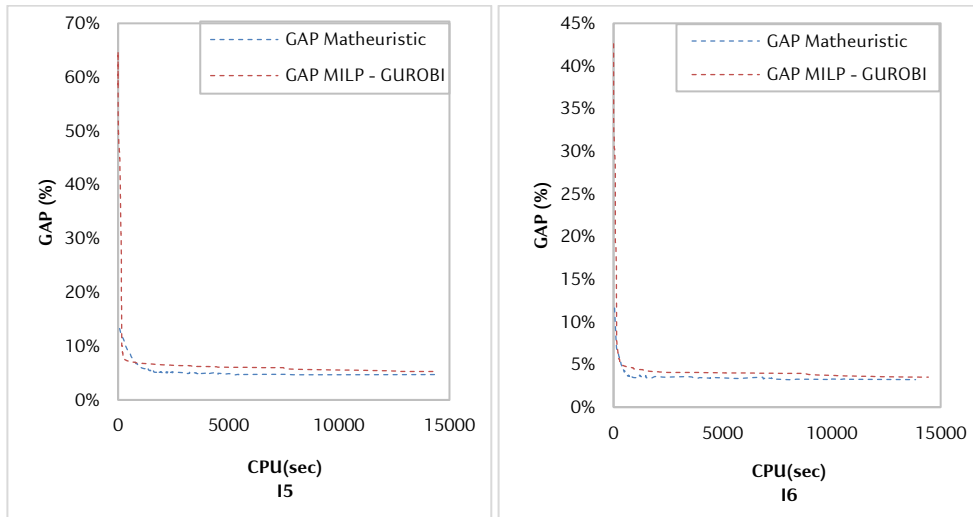 70%
60%
50%
40%
30%
20%
10%
0%
GAP (%)
GAP Matheuristic
GAP MILP - GUROBI
0 5000 10000 15000
CPU(sec)
I5
45%
40%
35%
30%
25%
20%
15%
10%
5%
0%
GAP (%)
GAP Matheuristic
GAP MILP - GUROBI
0 5000 10000 15000
CPU(sec)
I6